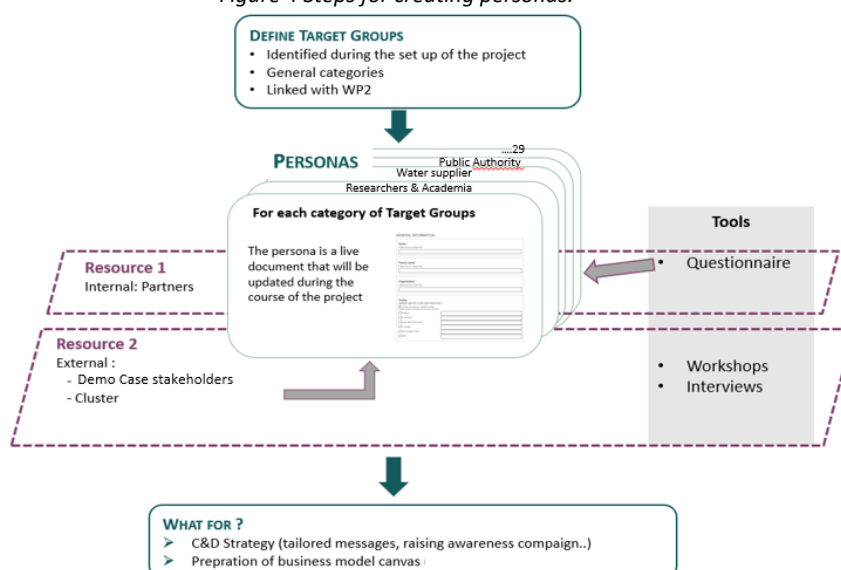 Figure 4 Steps for creating personas.
DEFINE TARGET GROUPS
• Identified during the set up of the project
• General categories
• Linked with WP2
PERSONAS
.....29
Public Authority
Water supplier
Researchers & Academia
For each category of Target Groups
The persona is a live
document that will be
updated during the
course of the project
GENERAL INFORMATION
Tools
• Questionnaire
• Workshops
• Interviews
Resource 1
Internal: Partners
Resource 2
External :
- Demo Case stakeholders
- Cluster
WHAT FOR ?
➢ C&D Strategy (tailored messages, raising awareness compaign..)
➢ Prepration of business model canvas